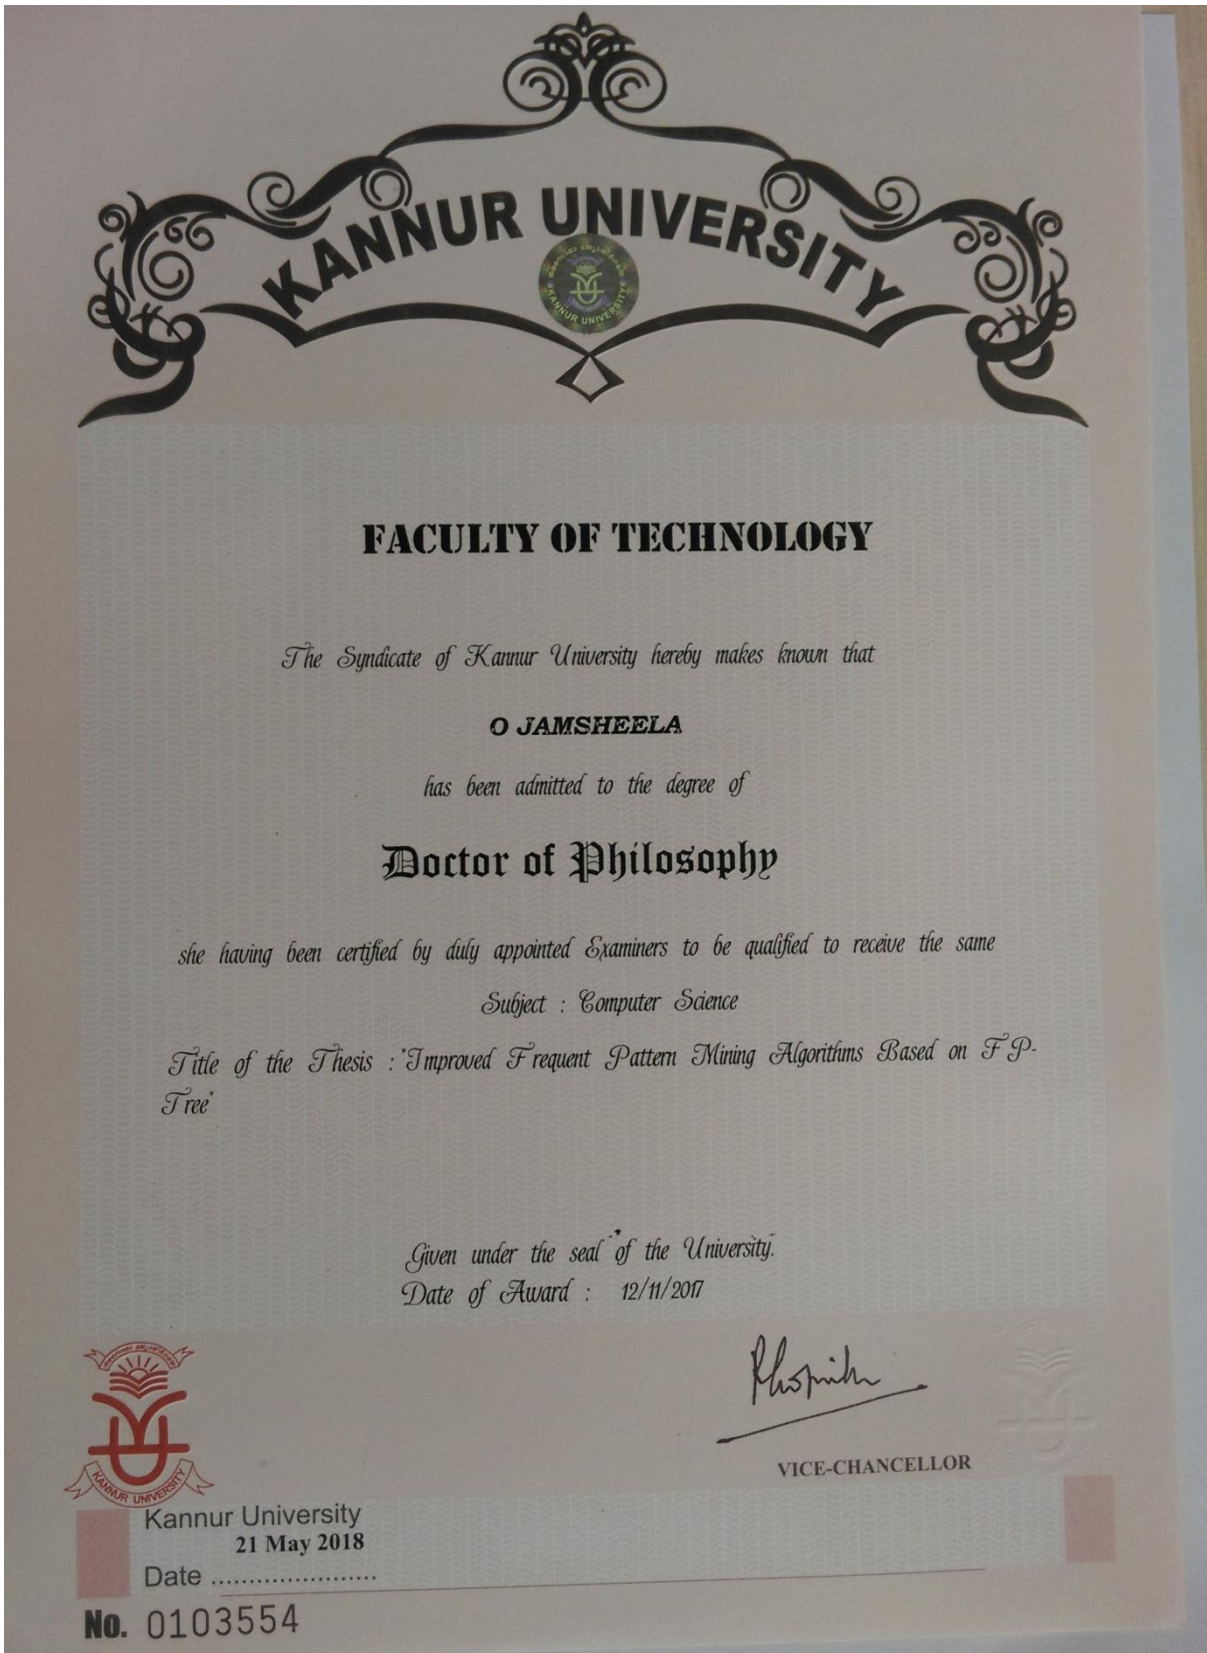 KANNUR UNIVERSITY
KANNUR UNIVERSITY
FACULTY OF TECHNOLOGY
The Syndicate of Kannur University hereby makes known that
O JAMSHEELA
has been admitted to the degree of
Doctor of Philosophy
she having been certified by duly appointed Examiners to be qualified to receive the same
Subject : Computer Science
Title of the Thesis : "Improved Frequent Pattern Mining Algorithms Based on F P-
Tree"
Given under the seal of the University.
Date of Award : 12/11/2017
VICE-CHANCELLOR
KANNUR UNIVERSITY
Kannur University
21 May 2018
Date ......................
No. 0103554